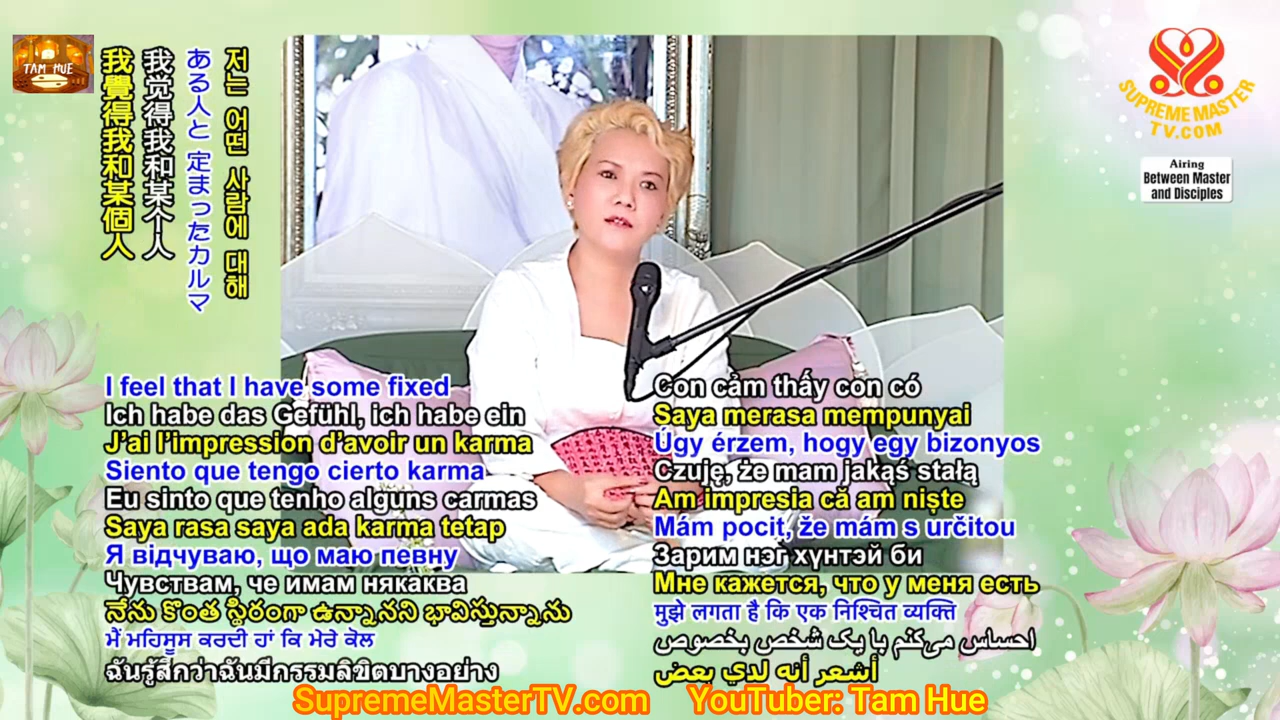 TAM HUE
我覺得我和某個人
我觉得我和某个人
ある人と 定まったカルマ
저는 어떤 사람에 대해
SUPREME MASTER
TV.COM
Airing
Between Master
and Disciples
I feel that I have some fixed
Ich habe das Gefühl, ich habe ein
J’ai l’impression d’avoir un karma
Siento que tengo cierto karma
Eu sinto que tenho alguns carmas
Saya rasa saya ada karma tetap
Я відчуваю, що маю певну
Чувствам, че имам някаква
నేను కొంత స్థిరంగా ఉన్నానని భావిస్తున్నాను
ਮੈਂ ਮਹਿਸੂਸ ਕਰਦੀ ਹਾਂ ਕਿ ਮੇਰੇ ਕੋਲ
ฉันรู้สึกว่าฉันมีกรรมลิขิตบางอย่าง
Con cảm thấy con có
Saya merasa mempunyai
Úgy érzem, hogy egy bizonyos
Czuję, że mam jakąś stałą
Am impresia că am niște
Mám pocit, že mám s určitou
Зарим нэг хүнтэй би
Мне кажется, что у меня есть
मुझे लगता है कि एक निश्चित व्यक्ति
احساس می‌کنم با یک شخص بخصوص
أشعر أنه لدي بعض
SupremeMasterTV.com YouTuber: Tam Hue